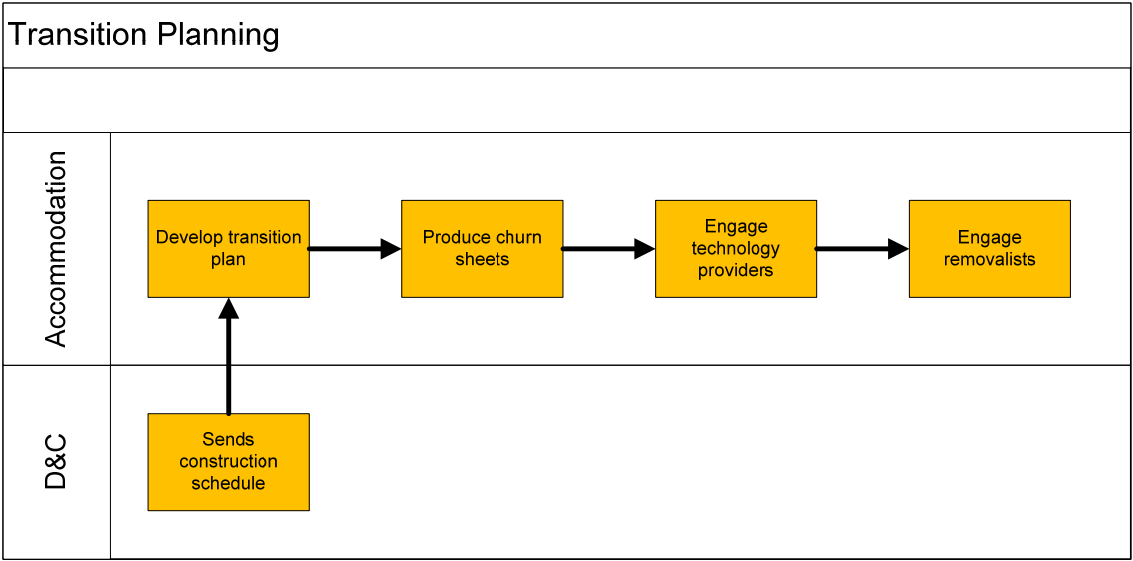 Transition Planning
Accommodation
Develop transition
plan
Produce churn
sheets
Engage
technology
providers
Engage
removalists
D&C
Sends
construction
schedule